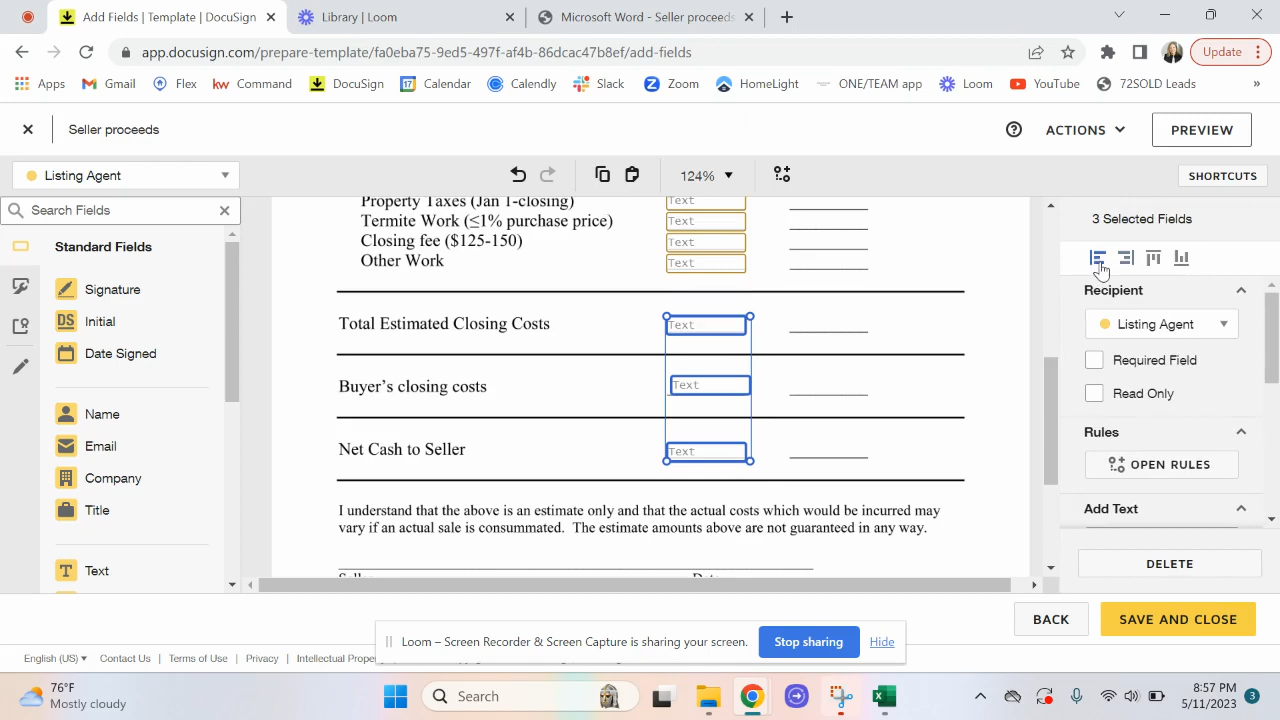 Add Fields | Template | DocuSign
Library | Loom
Microsoft Word - Seller proceeds
app.docusign.com/prepare-template/fa0eba75-9ed5-497f-af4b-86dcac47b8ef/add-fields
Update
Apps
Gmail
Flex
kw Command
DocuSign
17 Calendar
Calendly
Slack
Zoom
HomeLight
ONE/TEAM app
Loom
YouTube
72SOLD Leads
»
Seller proceeds
ACTIONS
PREVIEW
Listing Agent
124%
SHORTCUTS
Search Fields
Standard Fields
Signature
DS Initial
Date Signed
Name
Email
Company
Title
T Text
Property Taxes (Jan 1-closing) Text
Termite Work (≤1% purchase price) Text
Closing fee ($125-150) Text
Other Work Text
Total Estimated Closing Costs Text
Buyer's closing costs Text
Net Cash to Seller Text
I understand that the above is an estimate only and that the actual costs which would be incurred may
vary if an actual sale is consummated. The estimate amounts above are not guaranteed in any way.
Seller Date
3 Selected Fields
Recipient
Listing Agent
Required Field
Read Only
Rules
OPEN RULES
Add Text
DELETE
BACK
SAVE AND CLOSE
Loom – Screen Recorder & Screen Capture is sharing your screen.
Stop sharing
Hide
English (US)
Contact Us
Terms of Use
Privacy
Intellectual Proper
76°F
Mostly cloudy
Search
8:57 PM
5/11/2023
3